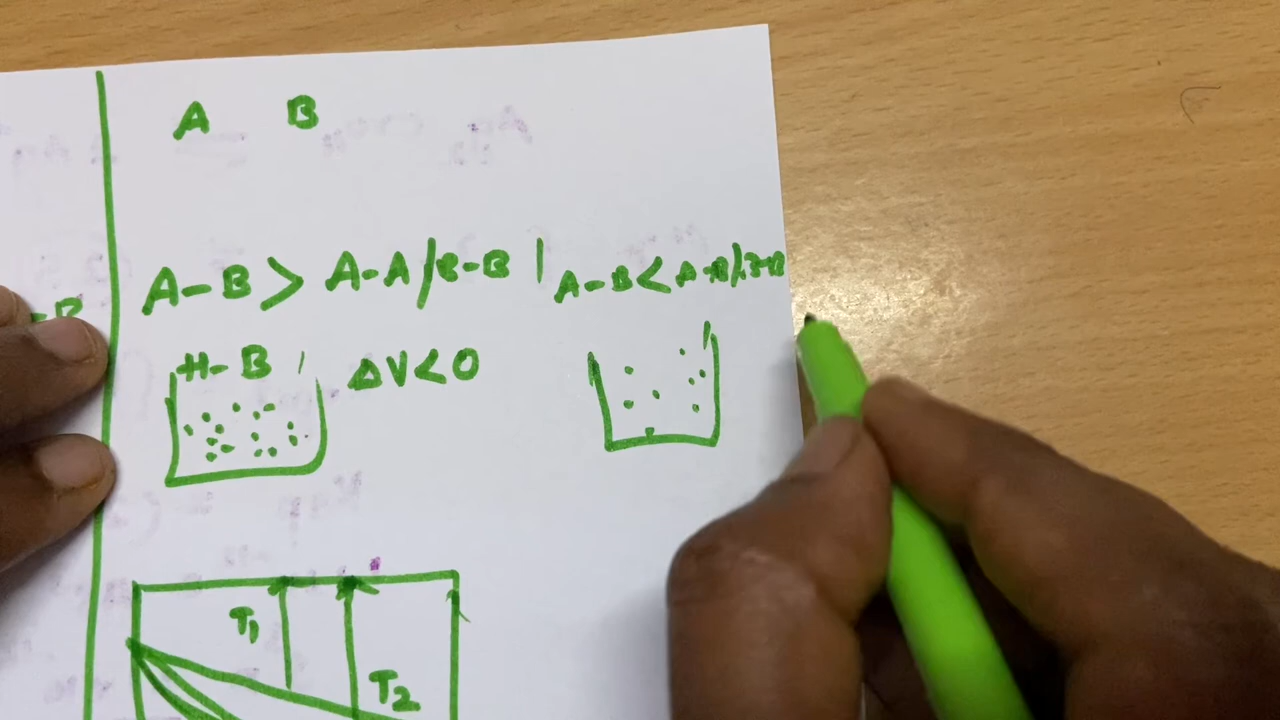 A B
A-B > A-A/B-B | A-B <
H-B ΔV<0
T1
T2